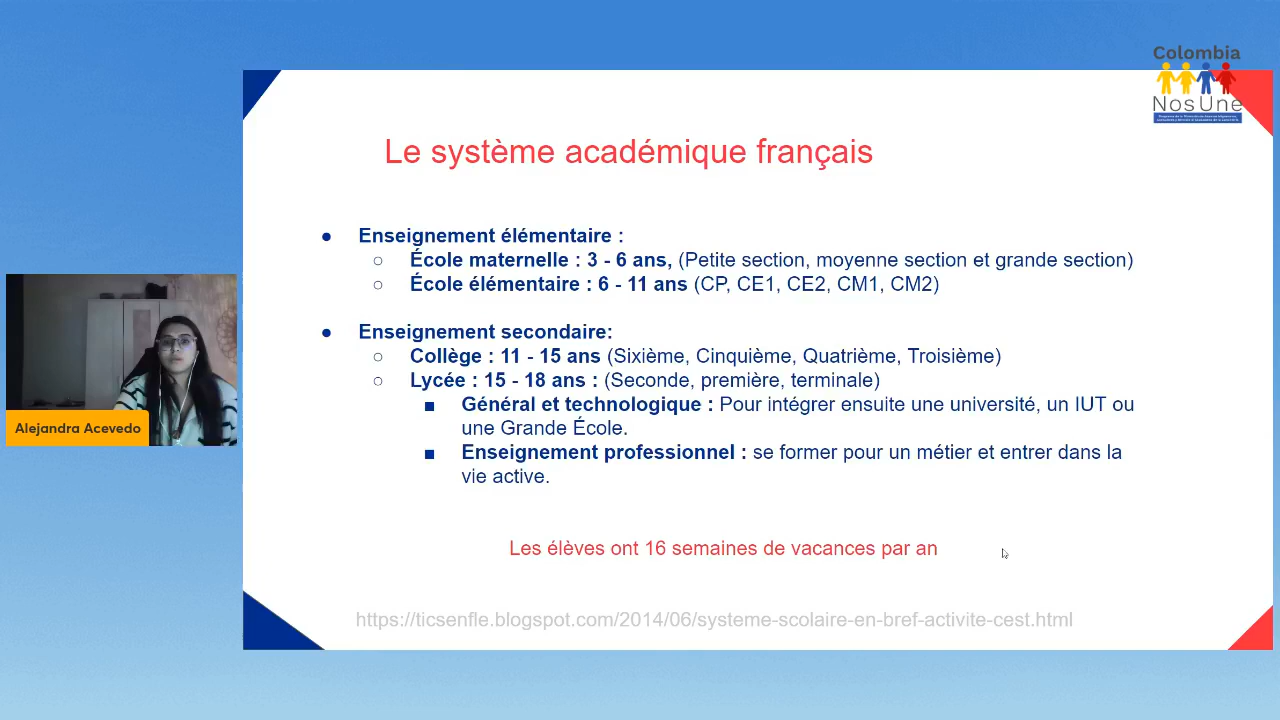 Colombia
NosUne
Le système académique français
● Enseignement élémentaire :
○ École maternelle : 3 - 6 ans, (Petite section, moyenne section et grande section)
○ École élémentaire : 6 - 11 ans (CP, CE1, CE2, CM1, CM2)
● Enseignement secondaire:
○ Collège : 11 - 15 ans (Sixième, Cinquième, Quatrième, Troisième)
○ Lycée : 15 - 18 ans : (Seconde, première, terminale)
■ Général et technologique : Pour intégrer ensuite une université, un IUT ou
une Grande École.
■ Enseignement professionnel : se former pour un métier et entrer dans la
vie active.
Alejandra Acevedo
Les élèves ont 16 semaines de vacances par an
https://ticsenfle.blogspot.com/2014/06/systeme-scolaire-en-bref-activite-cest.html